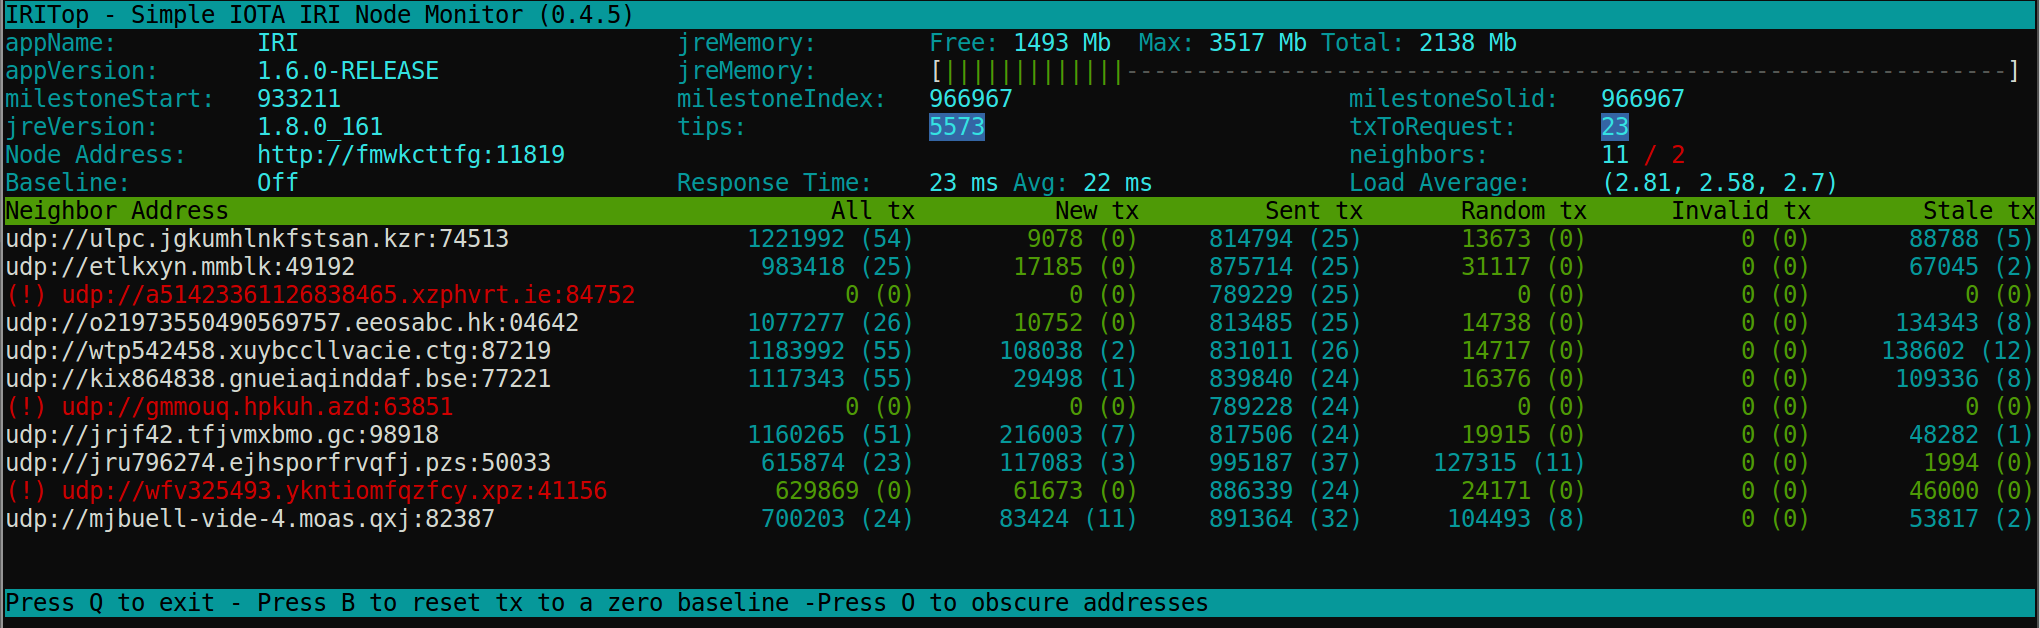 IRITop - Simple IOTA IRI Node Monitor (0.4.5)
appName: IRI jreMemory: Free: 1493 Mb Max: 3517 Mb Total: 2138 Mb
appVersion: 1.6.0-RELEASE jreMemory: [|||||||||||||---------------------------------------------------------------]
milestoneStart: 933211 milestoneIndex: 966967 milestoneSolid: 966967
jreVersion: 1.8.0_161 tips: 5573 txToRequest: 23
Node Address: http://fmwkcttfg:11819 neighbors: 11 / 2
Baseline: Off Response Time: 23 ms Avg: 22 ms Load Average: (2.81, 2.58, 2.7)
Neighbor Address All tx New tx Sent tx Random tx Invalid tx Stale tx
udp://ulpc.jgkumhlnkfstsan.kzr:74513 1221992 (54) 9078 (0) 814794 (25) 13673 (0) 0 (0) 88788 (5)
udp://etlkxyn.mmblk:49192 983418 (25) 17185 (0) 875714 (25) 31117 (0) 0 (0) 67045 (2)
(!) udp://a51423361126838465.xzphvrt.ie:84752 0 (0) 0 (0) 789229 (25) 0 (0) 0 (0) 0 (0)
udp://o21973550490569757.eeosabc.hk:04642 1077277 (26) 10752 (0) 813485 (25) 14738 (0) 0 (0) 134343 (8)
udp://wtp542458.xuybccllvacie.ctg:87219 1183992 (55) 108038 (2) 831011 (26) 14717 (0) 0 (0) 138602 (12)
udp://kix864838.gnueiaqinddaf.bse:77221 1117343 (55) 29498 (1) 839840 (24) 16376 (0) 0 (0) 109336 (8)
(!) udp://gmmouq.hpkuh.azd:63851 0 (0) 0 (0) 789228 (24) 0 (0) 0 (0) 0 (0)
udp://jrjf42.tfjvmxbmo.gc:98918 1160265 (51) 216003 (7) 817506 (24) 19915 (0) 0 (0) 48282 (1)
udp://jru796274.ejhsporfrvqfj.pzs:50033 615874 (23) 117083 (3) 995187 (37) 127315 (11) 0 (0) 1994 (0)
(!) udp://wfv325493.ykntiomfqzfcy.xpz:41156 629869 (0) 61673 (0) 886339 (24) 24171 (0) 0 (0) 46000 (0)
udp://mjbuell-vide-4.moas.qxj:82387 700203 (24) 83424 (11) 891364 (32) 104493 (8) 0 (0) 53817 (2)
Press Q to exit - Press B to reset tx to a zero baseline -Press O to obscure addresses